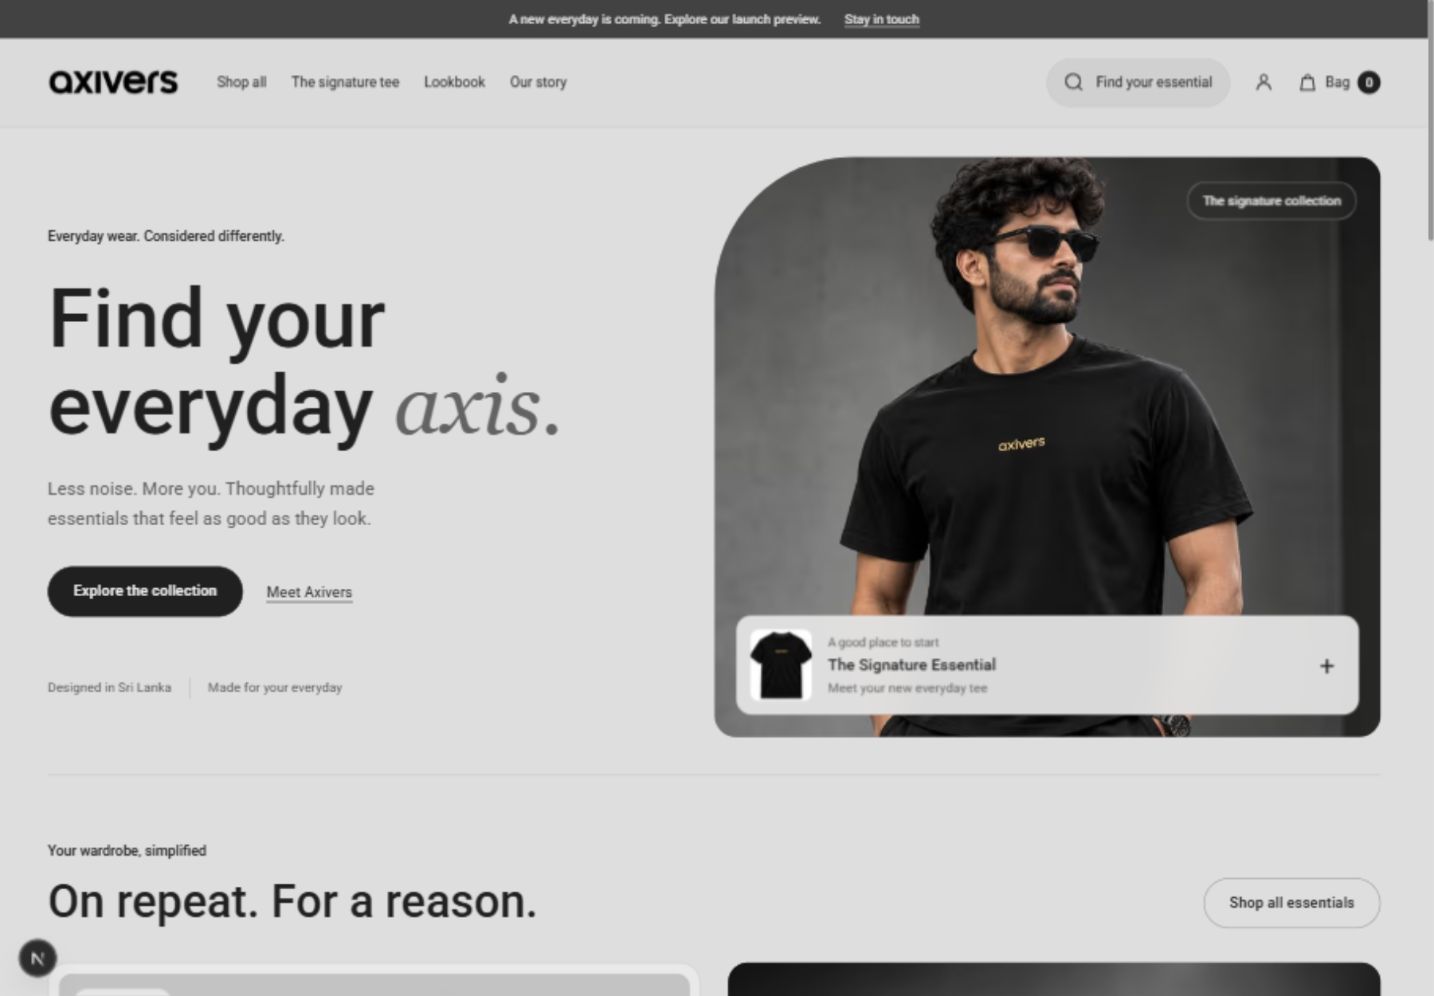 A new everyday is coming. Explore our launch preview. Stay in touch
axivers Shop all The signature tee Lookbook Our story Find your essential Bag 0
The signature collection
Everyday wear. Considered differently.
Find your
everyday axis.
axivers
Less noise. More you. Thoughtfully made
essentials that feel as good as they look.
Explore the collection Meet Axivers
A good place to start
The Signature Essential
Meet your new everyday tee
+
Designed in Sri Lanka Made for your everyday
Your wardrobe, simplified
On repeat. For a reason.
Shop all essentials
N